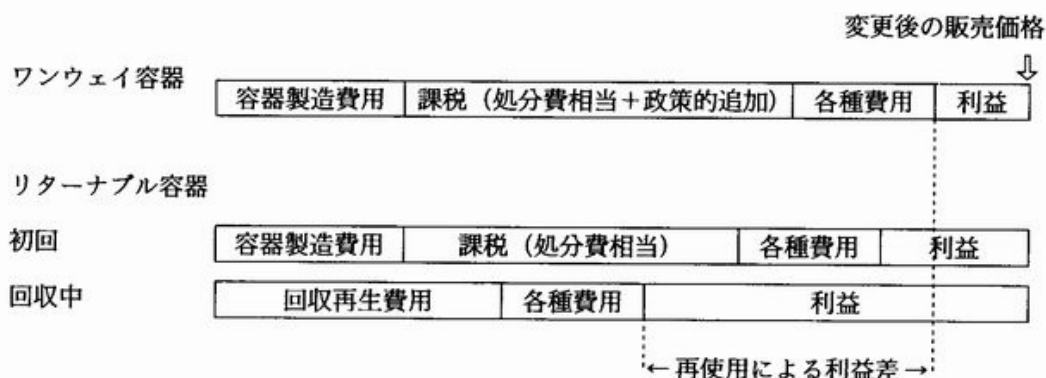 変更後の販売価格
⇩
ワンウェイ容器
容器製造費用 課税（処分費相当＋政策的追加） 各種費用 利益
リターナブル容器
初回 容器製造費用 課税（処分費相当） 各種費用 利益
回収中 回収再生費用 各種費用 利益
←再使用による利益差→